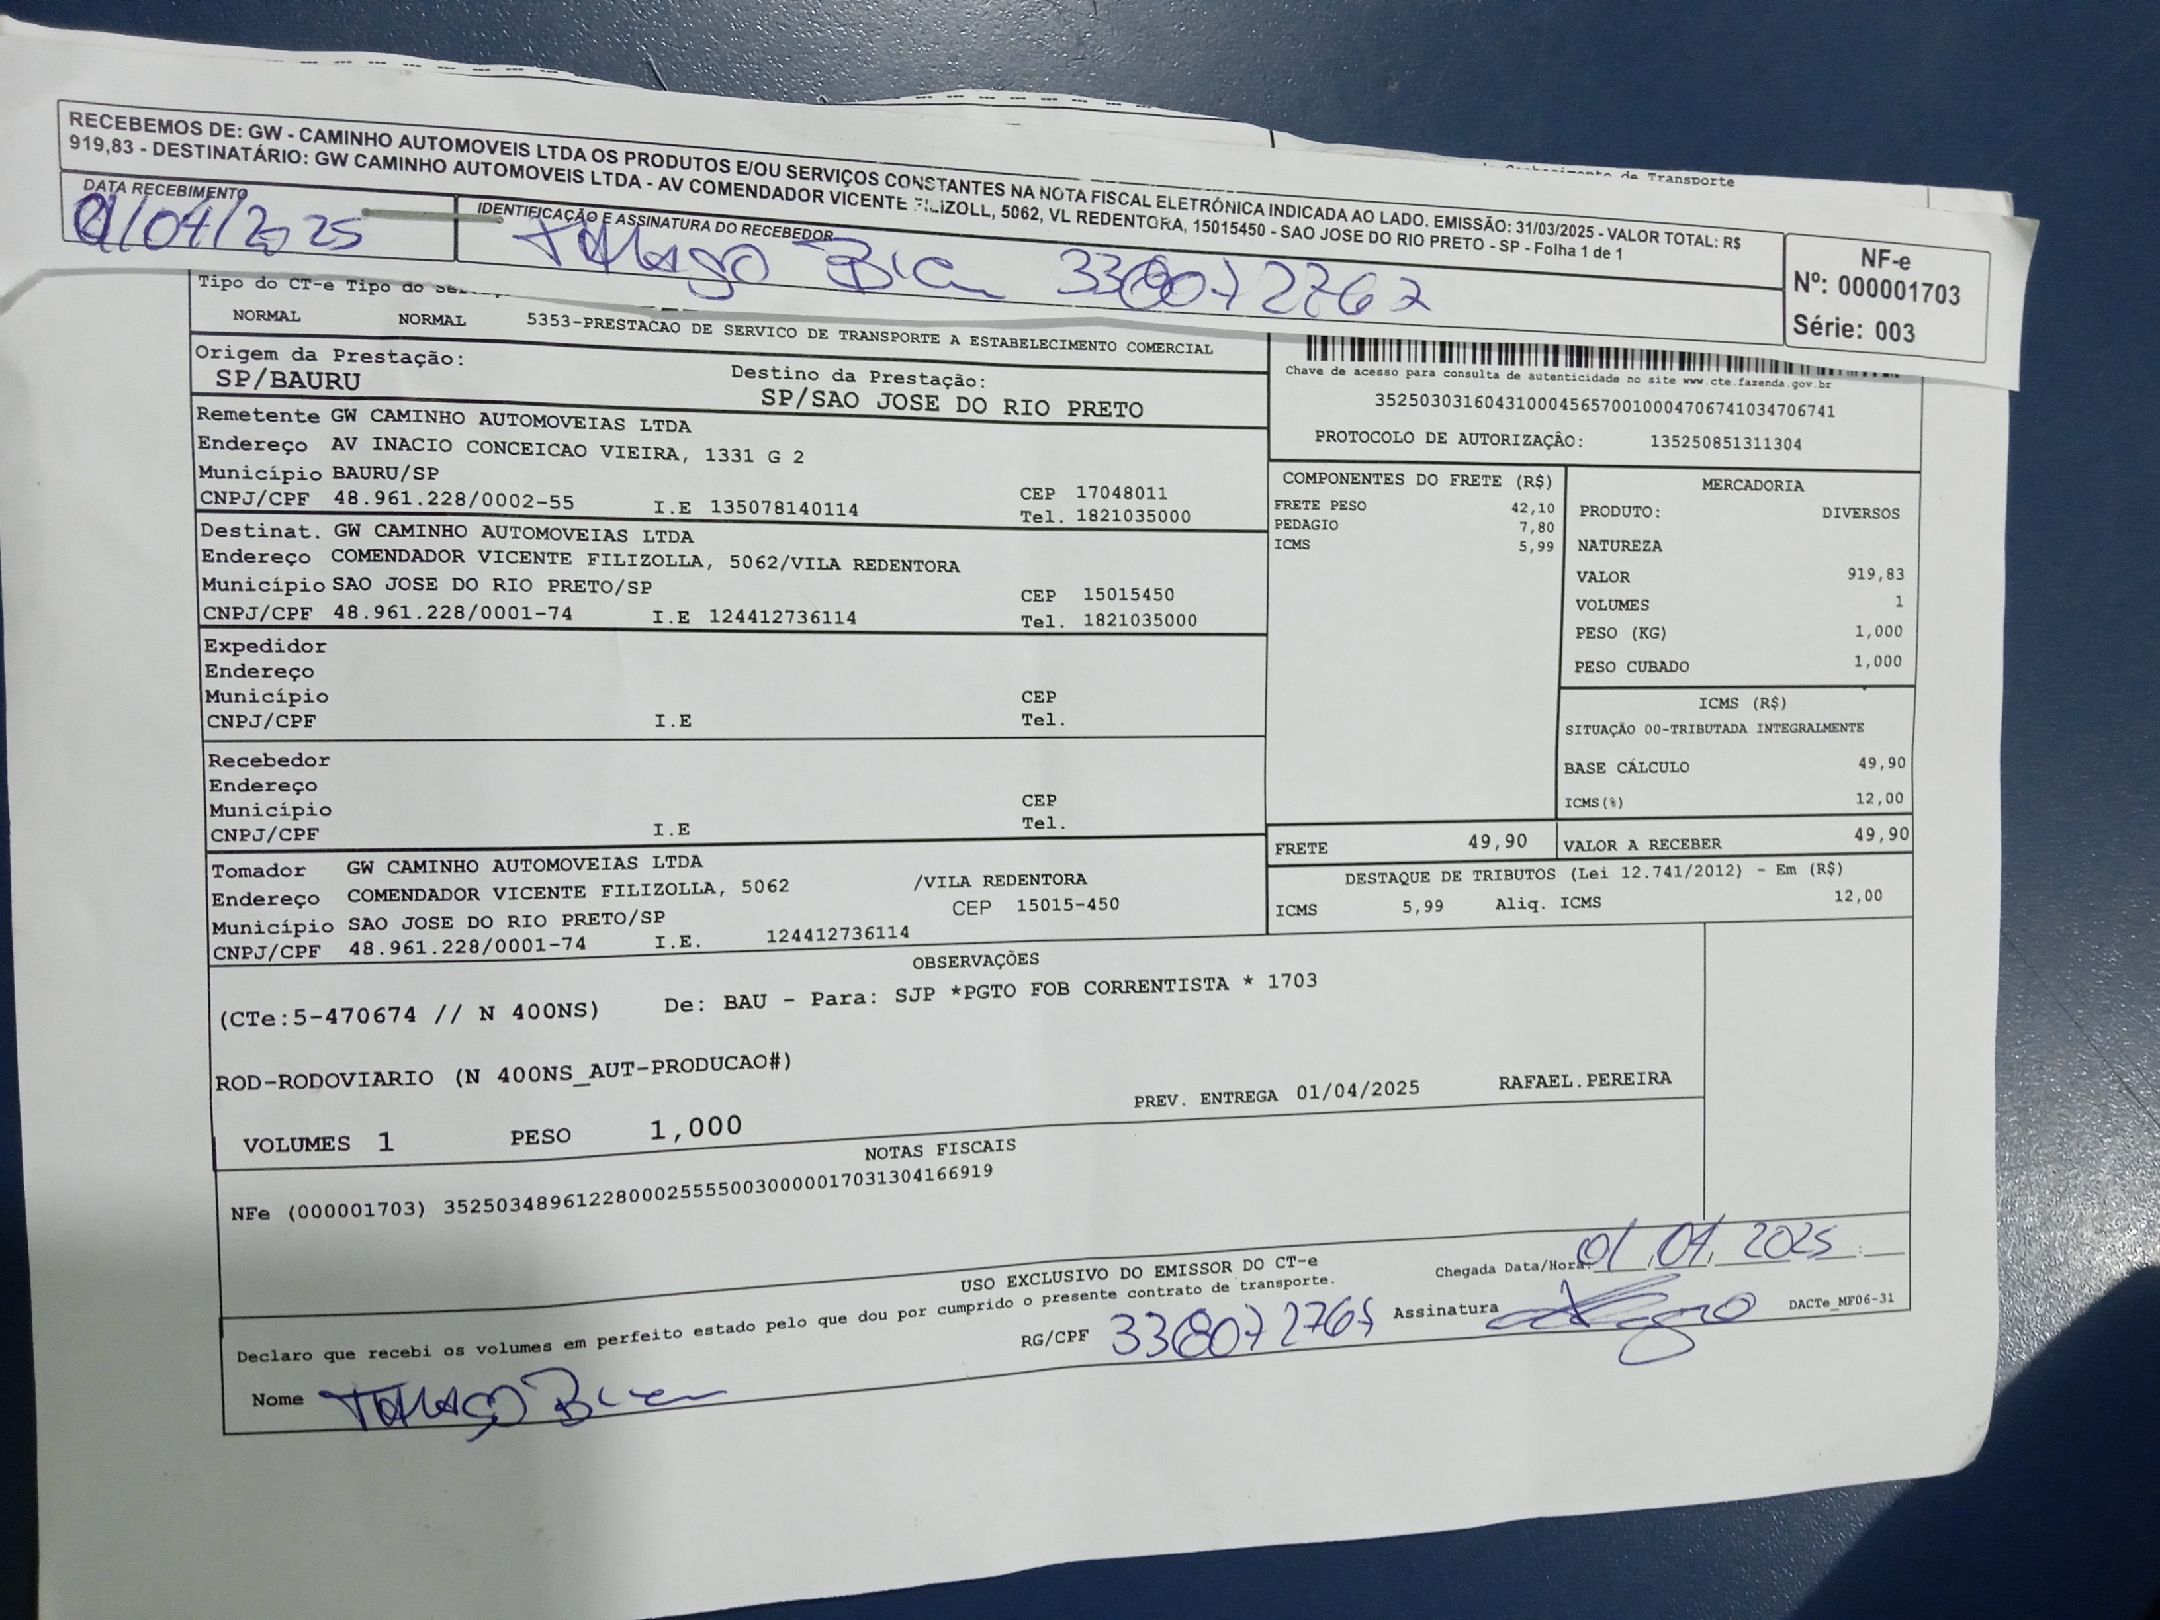 de Transporte
RECEBEMOS DE: GW - CAMINHO AUTOMOVEIS LTDA OS PRODUTOS E/OU SERVIÇOS CONSTANTES NA NOTA FISCAL ELETRÔNICA INDICADA AO LADO. EMISSÃO: 31/03/2025 - VALOR TOTAL: R$
919,83 - DESTINATÁRIO: GW CAMINHO AUTOMOVEIS LTDA - AV COMENDADOR VICENTE FILIZOLL, 5062, VL REDENTORA, 15015450 - SAO JOSE DO RIO PRETO - SP - Folha 1 de 1
DATA RECEBIMENTO
01/04/2025
IDENTIFICAÇÃO E ASSINATURA DO RECEBEDOR
NF-e
Nº: 000001703
Série: 003
Tipo do CT-e Tipo do
NORMAL NORMAL 5353-PRESTACAO DE SERVICO DE TRANSPORTE A ESTABELECIMENTO COMERCIAL
Origem da Prestação:
SP/BAURU
Destino da Prestação:
SP/SAO JOSE DO RIO PRETO
Chave de acesso para consulta de autenticidade no site www.cte.fazenda.gov.br
35250303160431000456570010004706741034706741
PROTOCOLO DE AUTORIZAÇÃO: 135250851311304
Remetente GW CAMINHO AUTOMOVEIAS LTDA
Endereço AV INACIO CONCEICAO VIEIRA, 1331 G 2
Município BAURU/SP CEP 17048011
CNPJ/CPF 48.961.228/0002-55 I.E 135078140114 Tel. 1821035000
Destinat. GW CAMINHO AUTOMOVEIAS LTDA
Endereço COMENDADOR VICENTE FILIZOLLA, 5062/VILA REDENTORA
Município SAO JOSE DO RIO PRETO/SP CEP 15015450
CNPJ/CPF 48.961.228/0001-74 I.E 124412736114 Tel. 1821035000
Expedidor
Endereço
Município CEP
CNPJ/CPF I.E Tel.
Recebedor
Endereço
Município CEP
CNPJ/CPF I.E Tel.
Tomador GW CAMINHO AUTOMOVEIAS LTDA
Endereço COMENDADOR VICENTE FILIZOLLA, 5062 /VILA REDENTORA
Município SAO JOSE DO RIO PRETO/SP CEP 15015-450
CNPJ/CPF 48.961.228/0001-74 I.E. 124412736114
COMPONENTES DO FRETE (R$)
FRETE PESO 42,10
PEDAGIO 7,80
ICMS 5,99
MERCADORIA
PRODUTO: DIVERSOS
NATUREZA
VALOR 919,83
VOLUMES 1
PESO (KG) 1,000
PESO CUBADO 1,000
ICMS (R$)
SITUAÇÃO 00-TRIBUTADA INTEGRALMENTE
BASE CÁLCULO 49,90
ICMS(%) 12,00
FRETE 49,90 VALOR A RECEBER 49,90
DESTAQUE DE TRIBUTOS (Lei 12.741/2012) - Em (R$)
ICMS 5,99 Aliq. ICMS 12,00
OBSERVAÇÕES
(CTe:5-470674 // N 400NS) De: BAU - Para: SJP *PGTO FOB CORRENTISTA * 1703
ROD-RODOVIARIO (N 400NS_AUT-PRODUCAO#)
PREV. ENTREGA 01/04/2025 RAFAEL.PEREIRA
VOLUMES 1 PESO 1,000
NOTAS FISCAIS
NFe (000001703) 35250348961228000255550030000017031304166919
USO EXCLUSIVO DO EMISSOR DO CT-e
Chegada Data/Hora: 01/04/2025 :
Declaro que recebi os volumes em perfeito estado pelo que dou por cumprido o presente contrato de transporte.
RG/CPF Assinatura DACTe_MF06-31
Nome